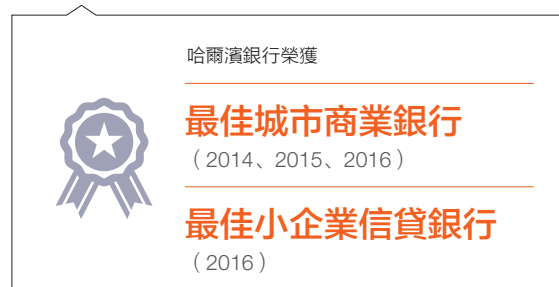 哈爾濱銀行榮獲
最佳城市商業銀行
（2014、2015、2016）
最佳小企業信貸銀行
（2016）